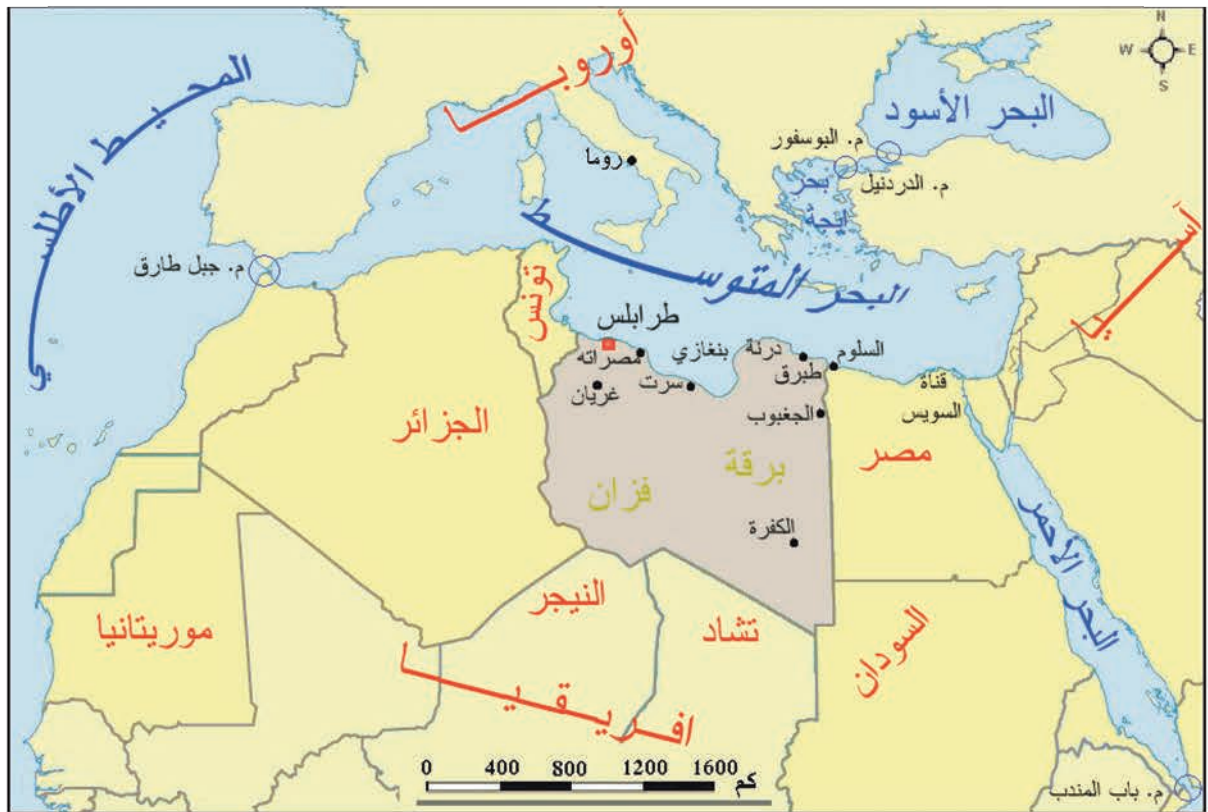 N
W E
S
أوروبا
المحيط الأطلسي
البحر الأسود
م. البوسفور
م. الدردنيل
بحر
ايجة
روما
آسيا
م. جبل طارق
البحر المتوسط
تونس
طرابلس
مصراته
غريان
سرت
بنغازي
درنة
طبرق
السلوم
الجغبوب
قناة
السويس
الجزائر
مصر
برقة
فزان
الكفرة
البحر الأحمر
موريتانيا
النيجر
تشاد
السودان
افريقيا
0 400 800 1200 1600
كم
م. باب المندب